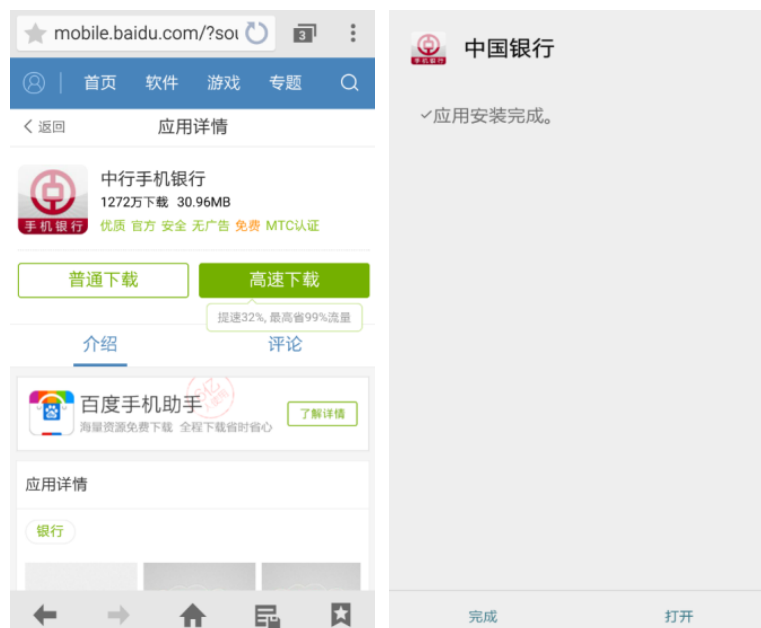 mobile.baidu.com/?sou
3
首页 软件 游戏 专题
返回 应用详情
中行手机银行
1272万下载 30.96MB
手机银行
优质 官方 安全 无广告 免费 MTC认证
普通下载 高速下载
提速32%, 最高省99%流量
介绍 评论
百度手机助手
海量资源免费下载 全程下载省时省心
了解详情
应用详情
银行
中国银行
手机银行
✓应用安装完成。
完成 打开